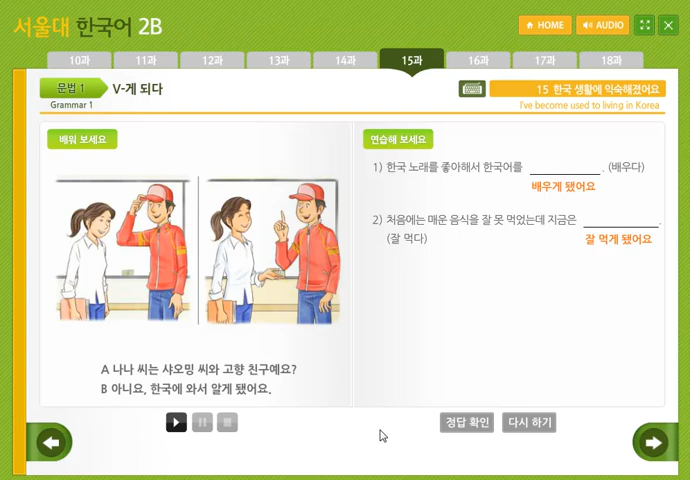 서울대 한국어 2B
HOME
AUDIO
10과
11과
12과
13과
14과
15과
16과
17과
18과
문법 1
V-게 되다
Grammar 1
15 한국 생활에 익숙해졌어요
I've become used to living in Korea
배워 보세요
A 나나 씨는 샤오밍 씨와 고향 친구예요?
B 아니요, 한국에 와서 알게 됐어요.
연습해 보세요
1) 한국 노래를 좋아해서 한국어를 ____________. (배우다)
배우게 됐어요
2) 처음에는 매운 음식을 잘 못 먹었는데 지금은 ____________.
(잘 먹다)
잘 먹게 됐어요
정답 확인
다시 하기